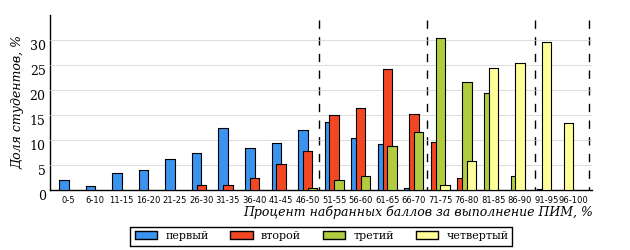 Доля студентов, %
30
25
20
15
10
5
0
0-5 6-10 11-15 16-20 21-25 26-30 31-35 36-40 41-45 46-50 51-55 56-60 61-65 66-70 71-75 76-80 81-85 86-90 91-95 96-100
Процент набранных баллов за выполнение ПИМ, %
первый второй третий четвертый